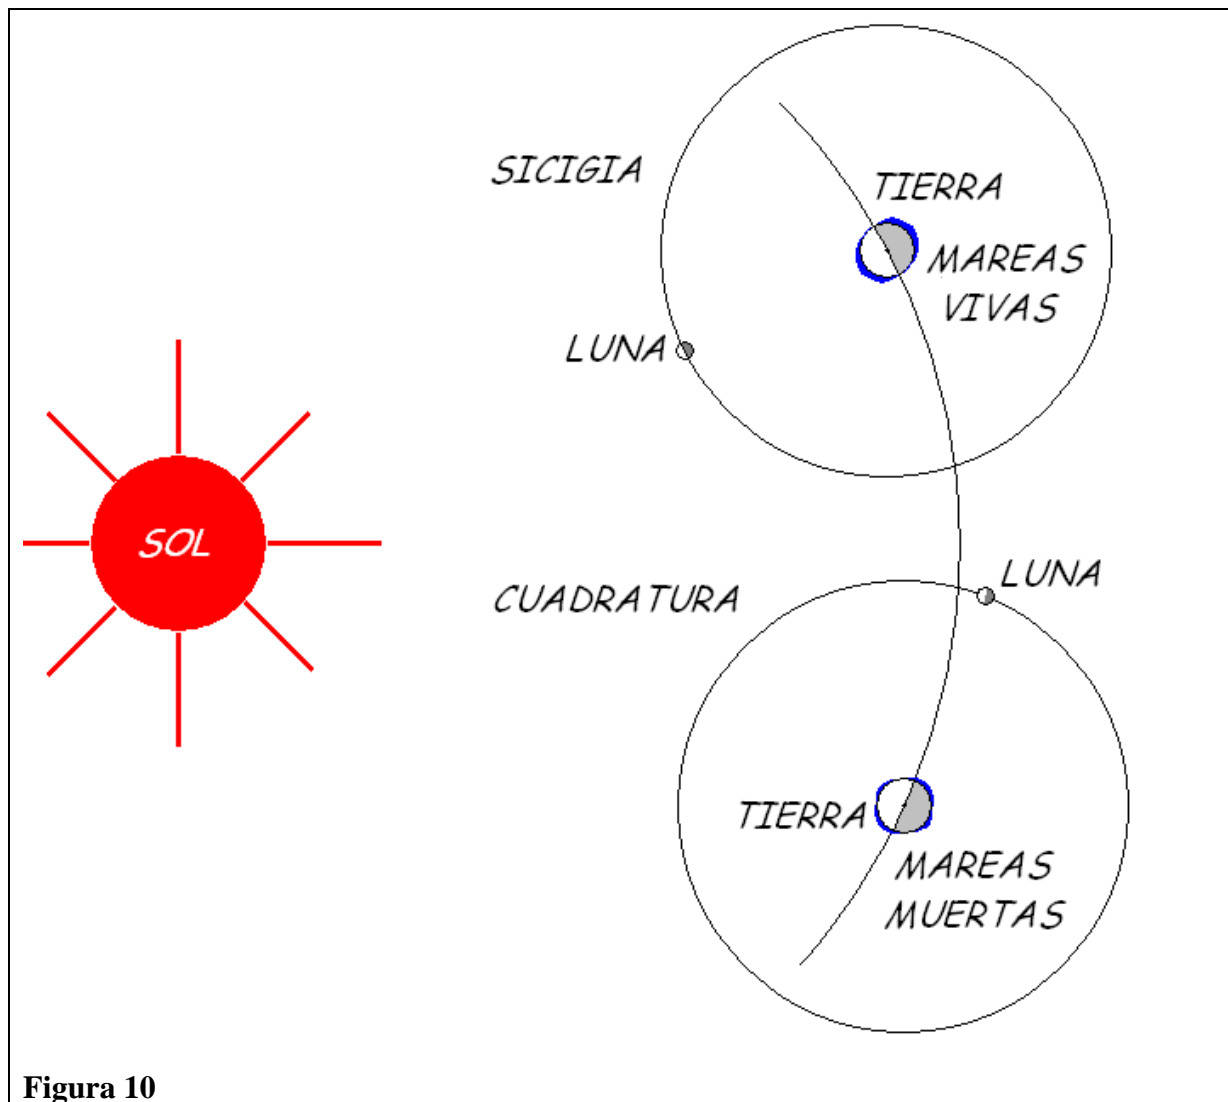 SICIGIA
TIERRA
MAREAS
VIVAS
LUNA
SOL
LUNA
CUADRATURA
TIERRA
MAREAS
MUERTAS
Figura 10